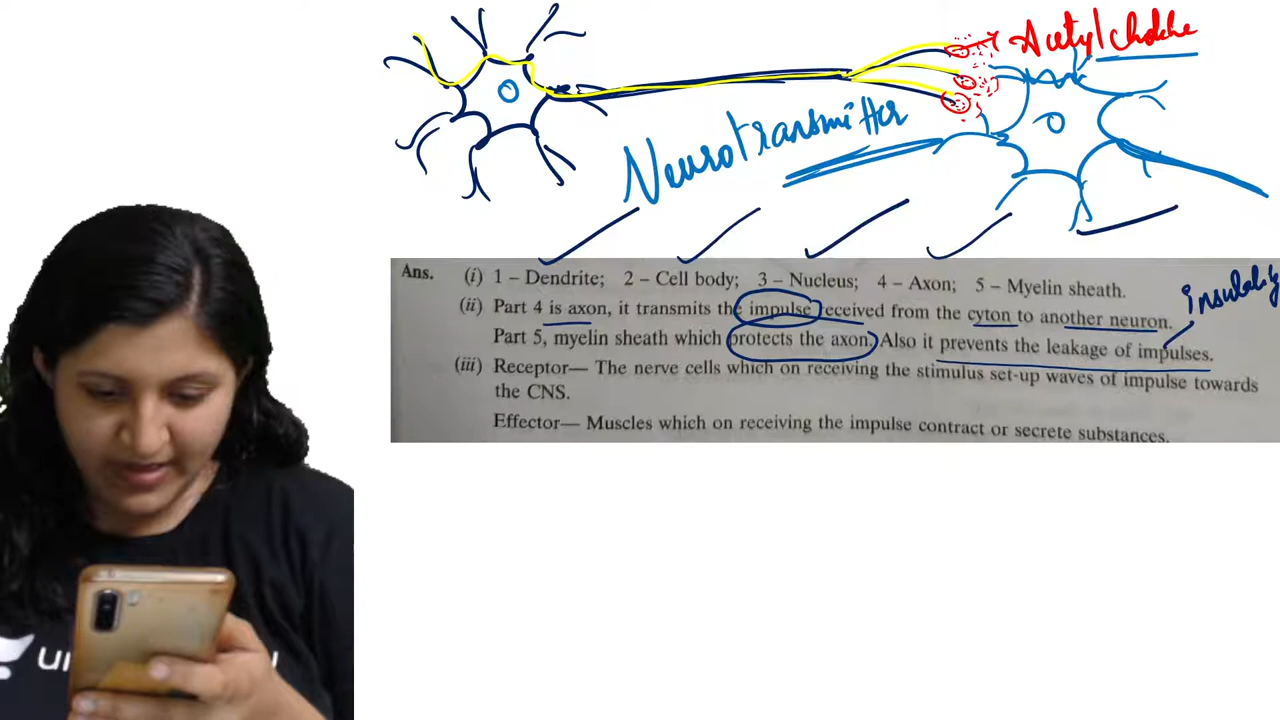 Acetylcholine
Neurotransmitter
Insulating
Ans. (i) 1 – Dendrite; 2 – Cell body; 3 – Nucleus; 4 – Axon; 5 – Myelin sheath.
(ii) Part 4 is axon, it transmits the impulse received from the cyton to another neuron.
Part 5, myelin sheath which protects the axon. Also it prevents the leakage of impulses.
(iii) Receptor— The nerve cells which on receiving the stimulus set-up waves of impulse towards
the CNS.
Effector— Muscles which on receiving the impulse contract or secrete substances.